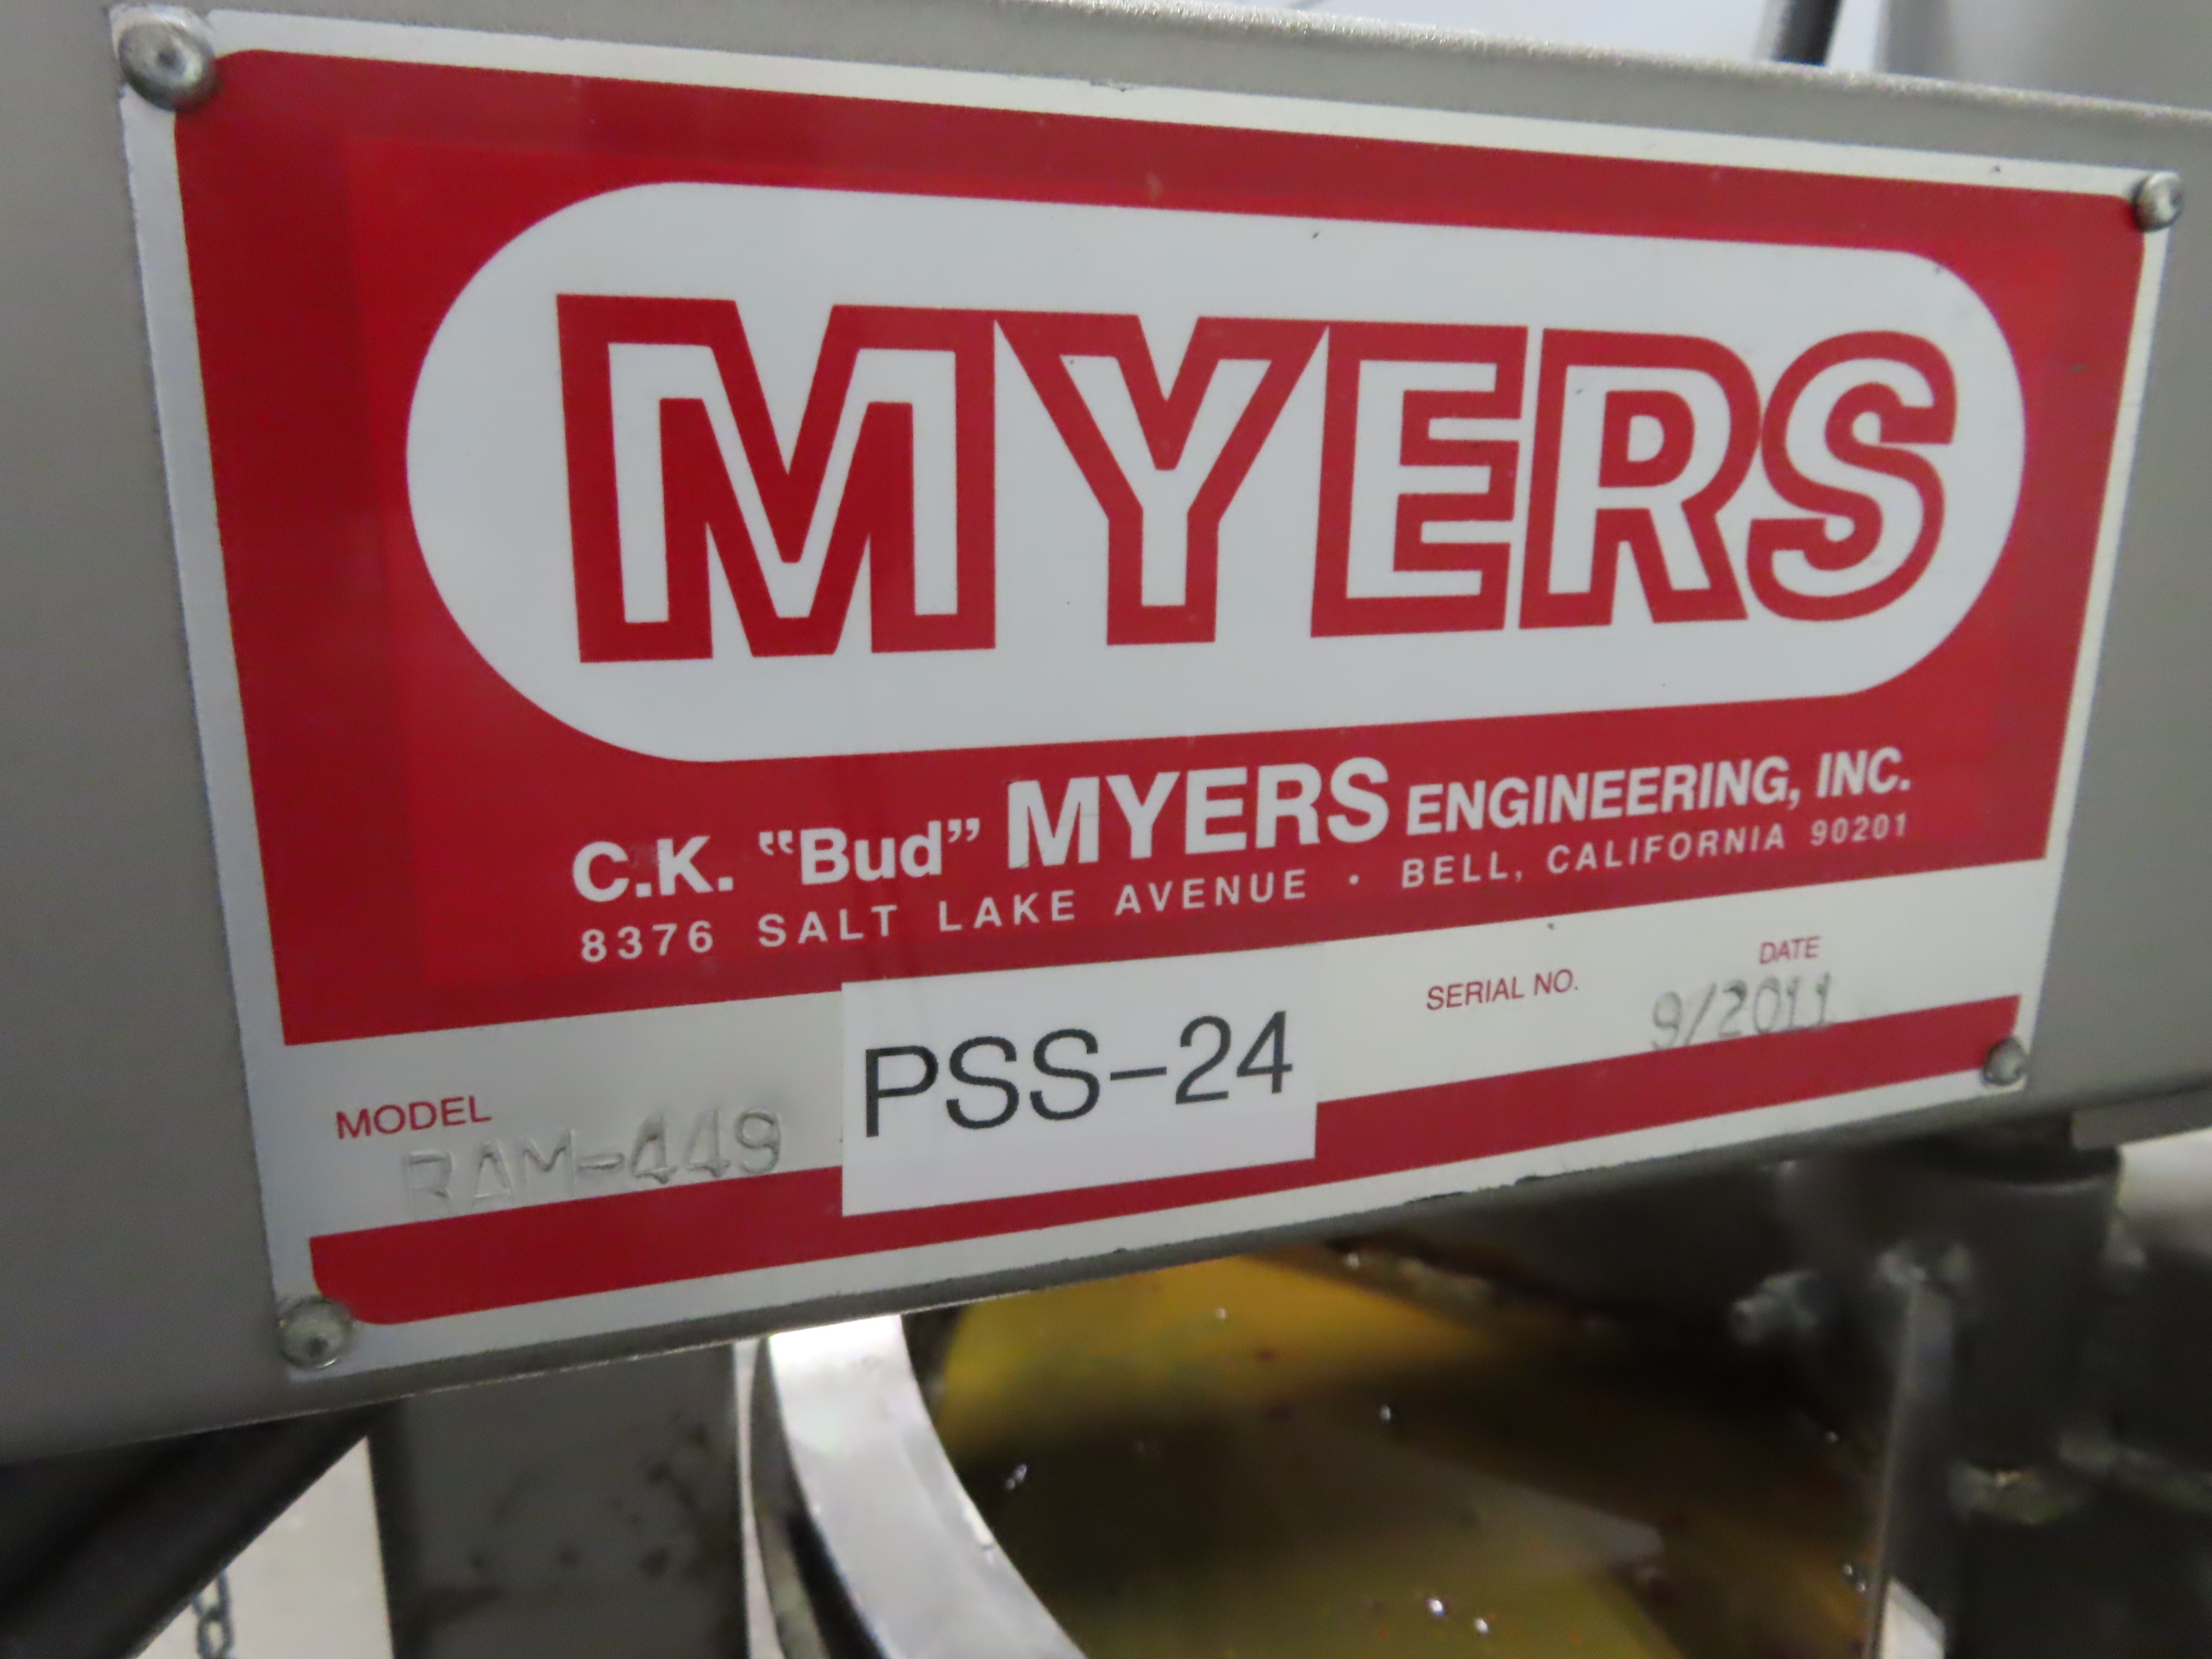 MYERS
C.K. "Bud" MYERS ENGINEERING, INC.
8376 SALT LAKE AVENUE • BELL, CALIFORNIA 90201
MODEL
RAM-449
PSS-24
SERIAL NO.
DATE
9/2011